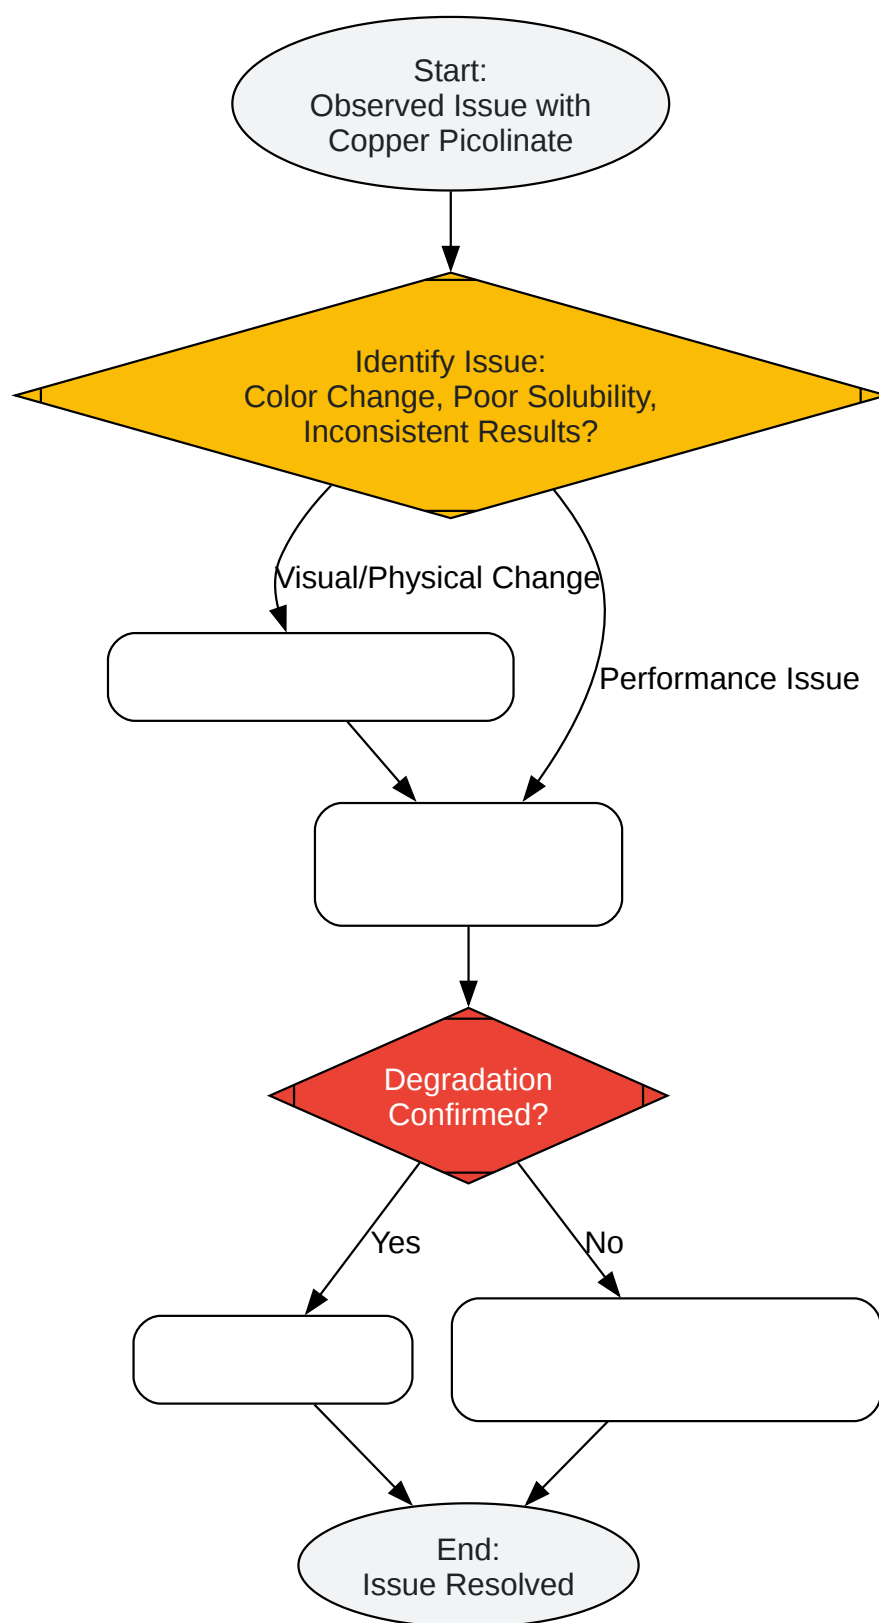 Start:
Observed Issue with
Copper Picolinate
Identify Issue:
Color Change, Poor Solubility,
Inconsistent Results?
Visual/Physical Change
Performance Issue
Degradation
Confirmed?
Yes
No
End:
Issue Resolved